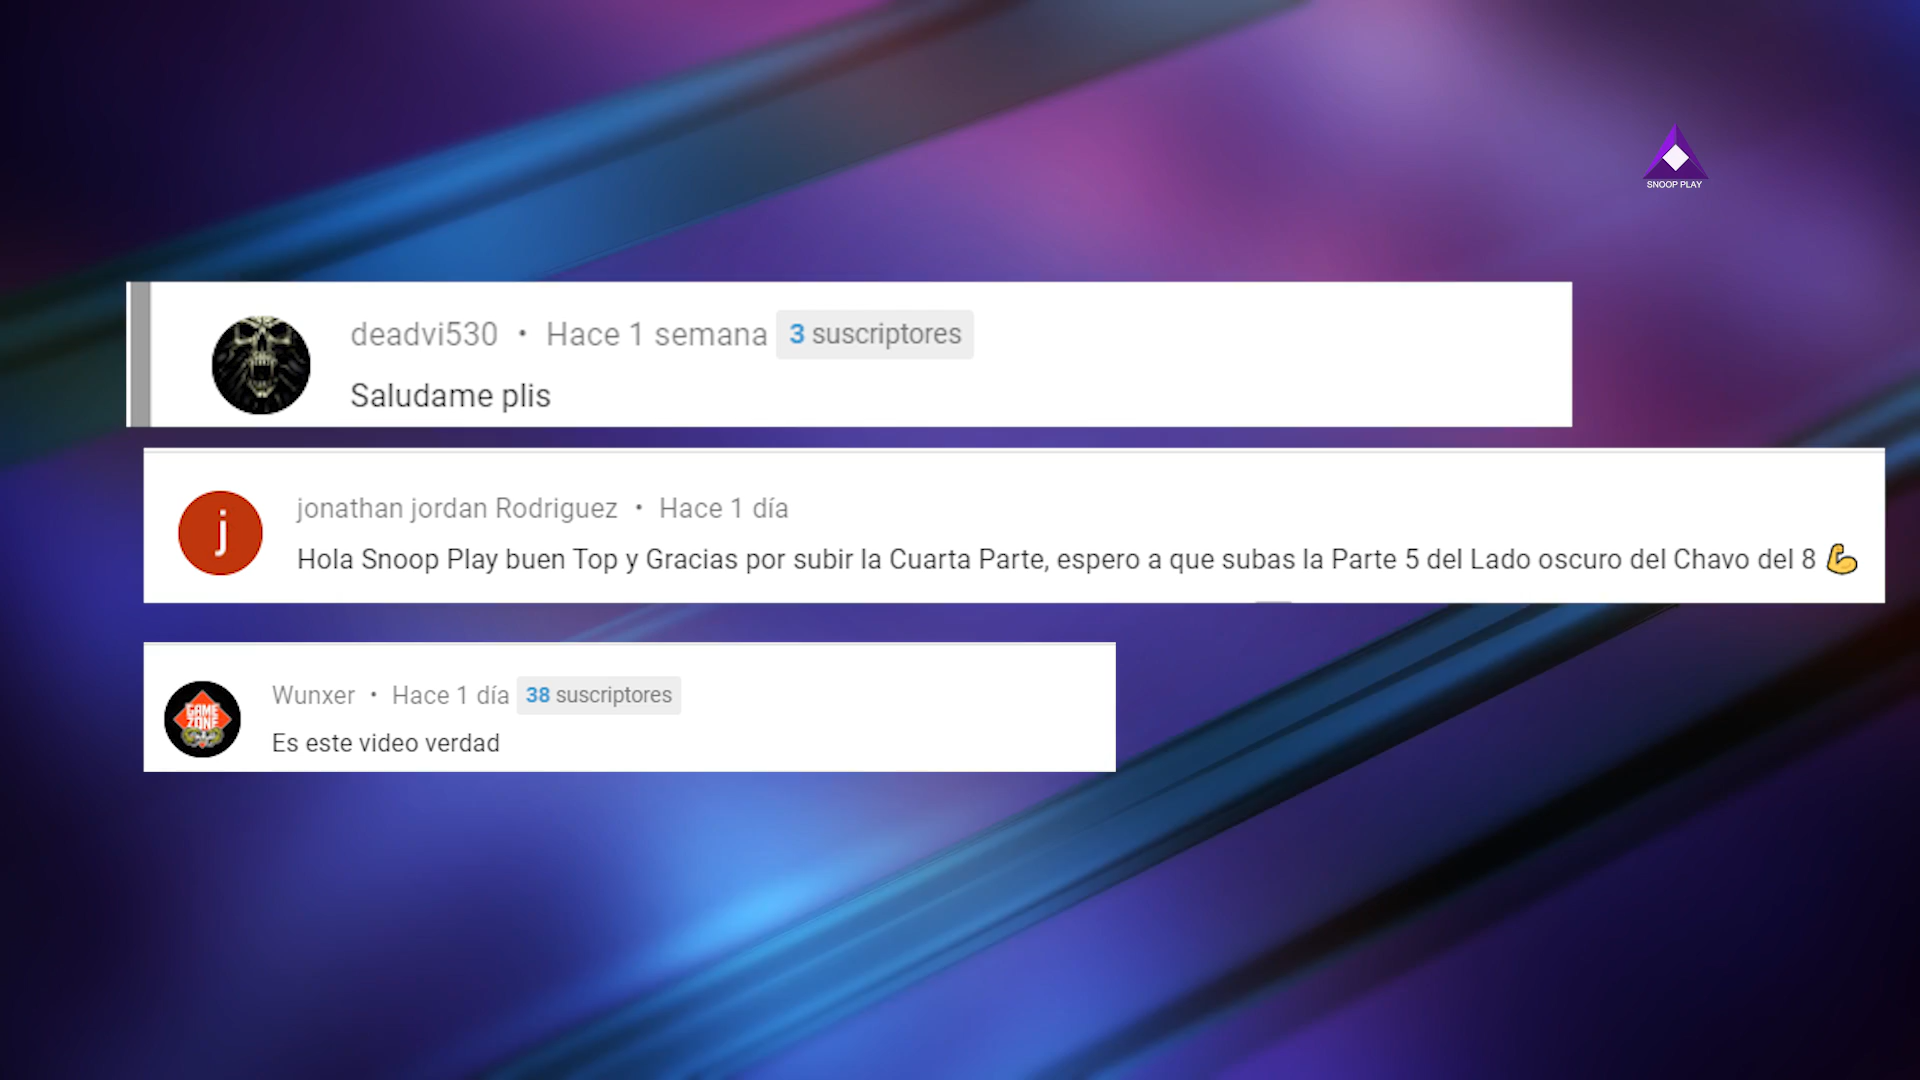 SNOOP PLAY
deadvi530 • Hace 1 semana 3 suscriptores
Saludame plis
j
jonathan jordan Rodriguez • Hace 1 día
Hola Snoop Play buen Top y Gracias por subir la Cuarta Parte, espero a que subas la Parte 5 del Lado oscuro del Chavo del 8 💪
GAME
ZONE
Wunxer • Hace 1 día 38 suscriptores
Es este video verdad